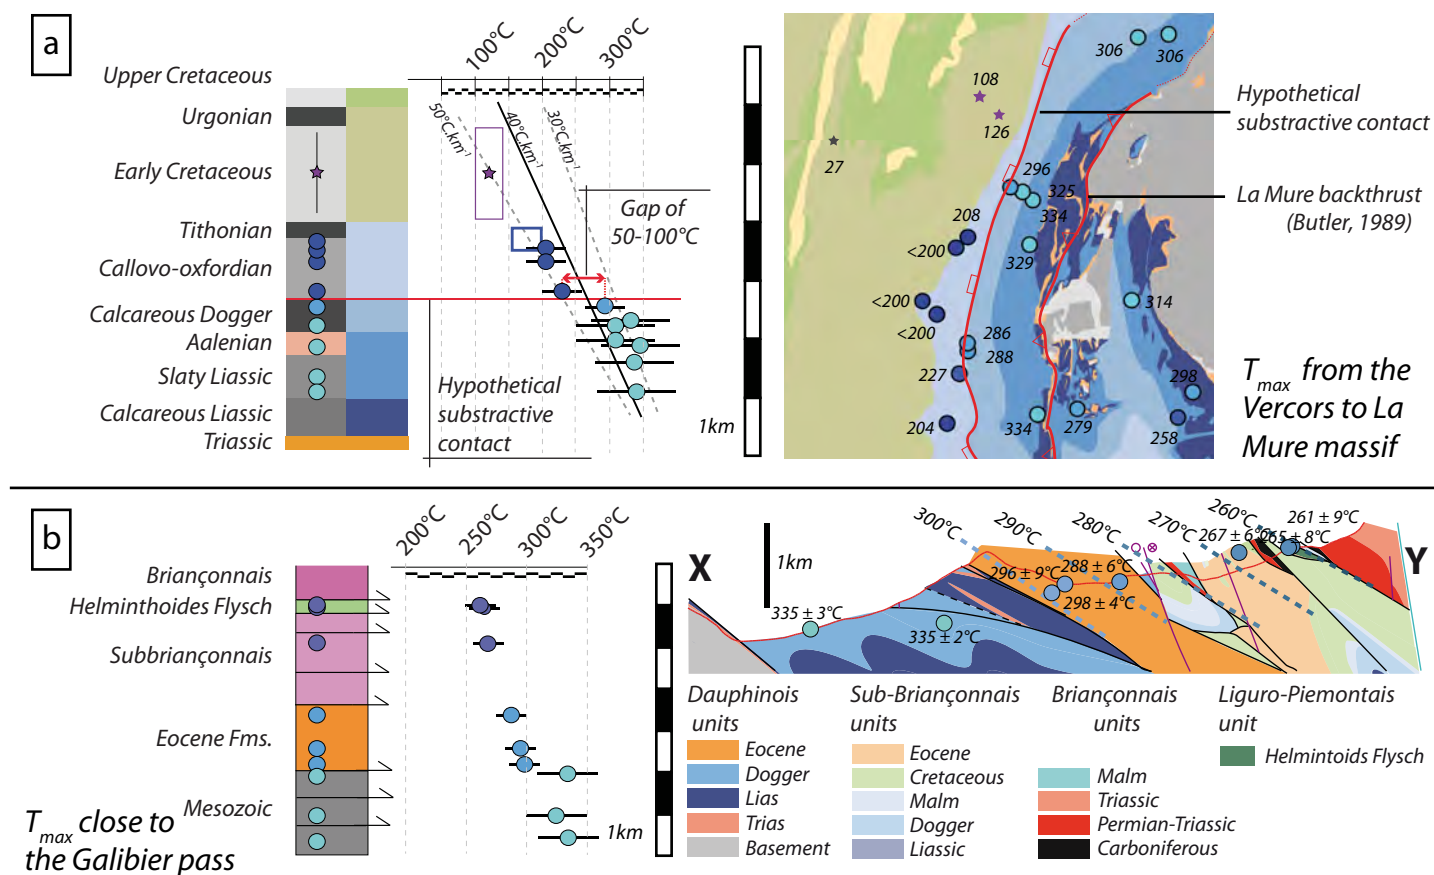 a
100°C
200°C
300°C
Upper Cretaceous
Urgonian
Early Cretaceous
Tithonian
Callovo-oxfordian
Calcareous Dogger
Aalenian
Slaty Liassic
Calcareous Liassic
Triassic
50°C.km-1
40°C.km-1
30°C.km-1
Gap of
50-100°C
Hypothetical
substractive
contact
1km
108
126
27
306
306
296
325
334
208
<200
329
<200
<200
314
286
288
227
298
204
334
279
258
Hypothetical
substractive contact
La Mure backthrust
(Butler, 1989)
Tmax from the
Vercors to La
Mure massif
b
200°C
250°C
300°C
350°C
Briançonnais
Helminthoides Flysch
Subbriançonnais
Eocene Fms.
Mesozoic
Tmax close to
the Galibier pass
1km
X
1km
Y
300°C
290°C
280°C
270°C
260°C
261 ± 9°C
267 ± 6°C
265 ± 8°C
296 ± 9°C
288 ± 6°C
298 ± 4°C
335 ± 3°C
335 ± 2°C
Dauphinois
units
Eocene
Dogger
Lias
Trias
Basement
Sub-Briançonnais
units
Eocene
Cretaceous
Malm
Dogger
Liassic
Briançonnais
units
Malm
Triassic
Permian-Triassic
Carboniferous
Liguro-Piemontais
unit
Helmintoids Flysch